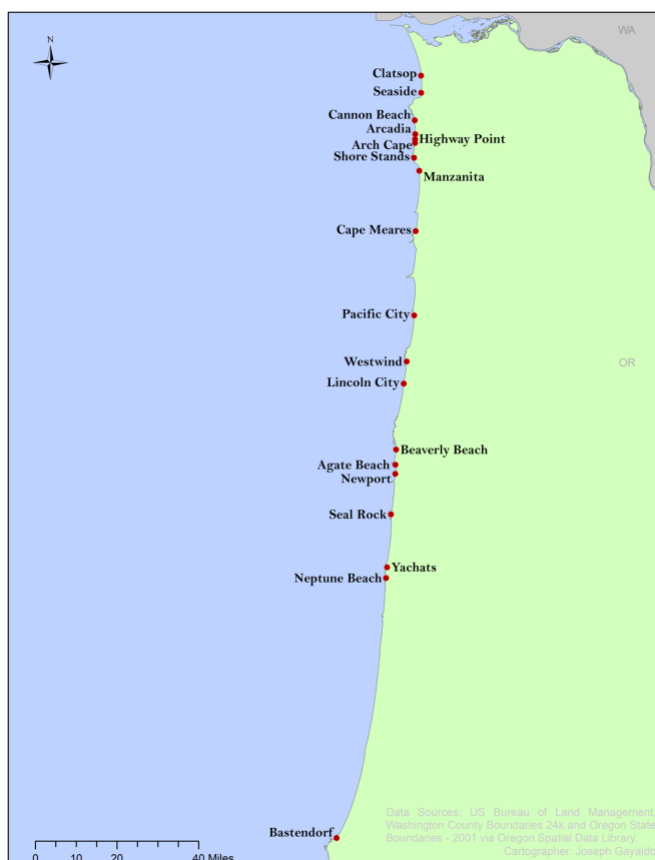 N
WA
Clatsop
Seaside
Cannon Beach
Arcadia
Highway Point
Arch Cape
Shore Stands
Manzanita
Cape Meares
Pacific City
Westwind
OR
Lincoln City
Beaverly Beach
Agate Beach
Newport
Seal Rock
Yachats
Neptune Beach
Data Sources: US Bureau of Land Management,
Washington County Boundaries 24k and Oregon State
Boundaries - 2001 via Oregon Spatial Data Library.
Bastendorf
Cartographer: Joseph Gayaldo
0 10 20 40 Miles